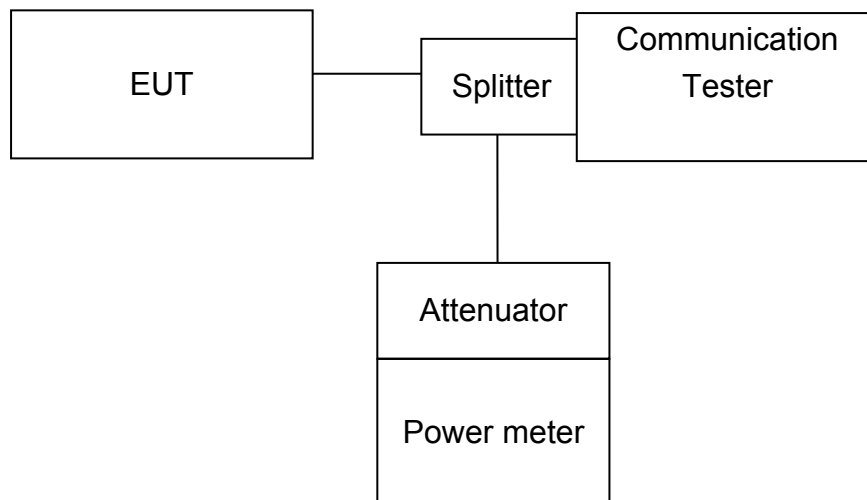 EUT
Splitter
Communication
Tester
Attenuator
Power meter